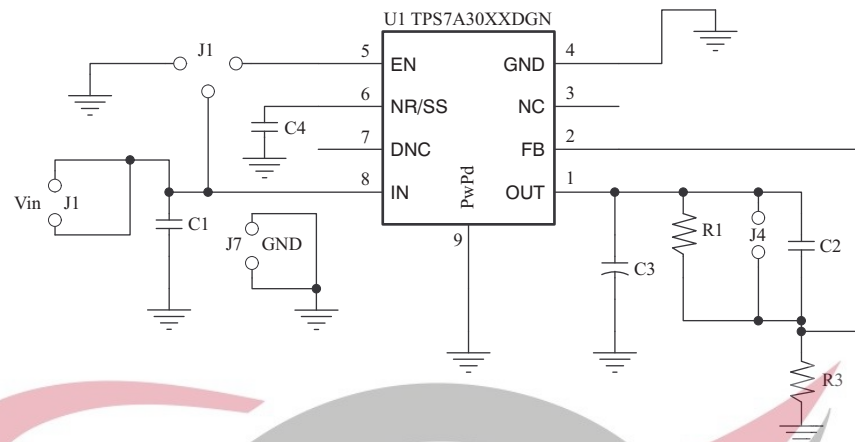 U1 TPS7A30XXDGN
J1
5
EN
GND
4
6
NR/SS
NC
3
C4
7
DNC
FB
2
8
IN
OUT
1
PwPd
9
Vin
J1
C1
J7
GND
C3
R1
J4
C2
R3